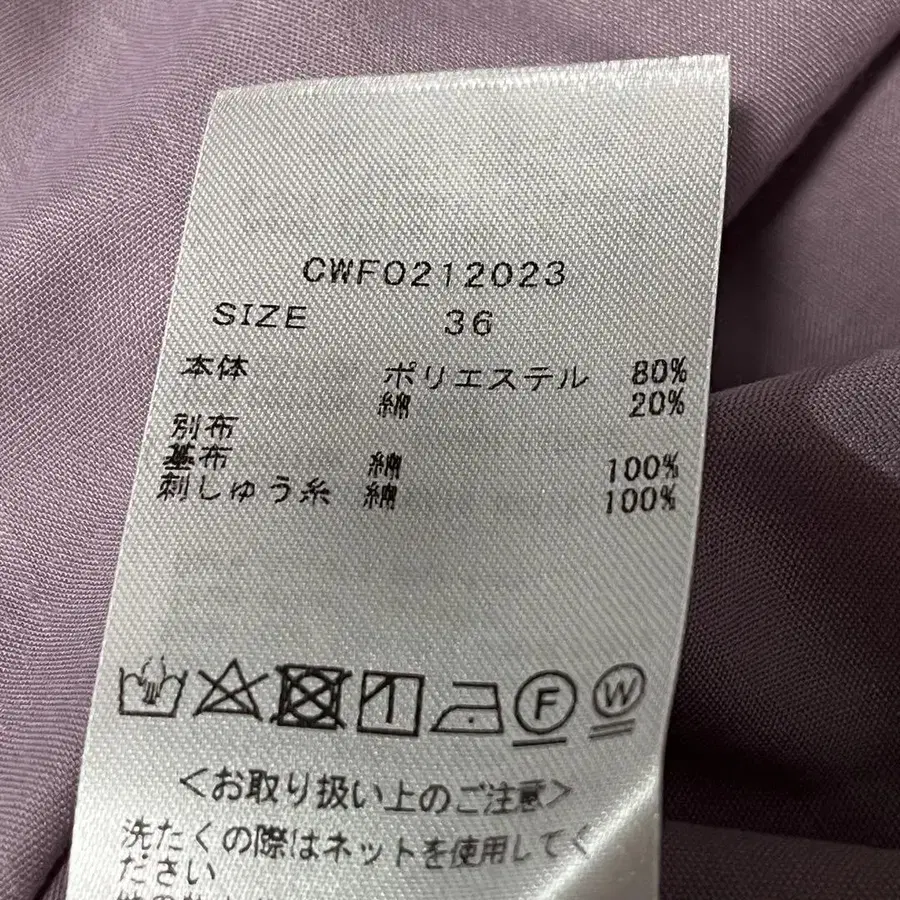 CWF0212023
SIZE 36
本体 ポリエステル 80%
綿 20%
別布
基布 綿 100%
刺しゅう糸 綿 100%
F W
<お取り扱い上のご注意>
洗たくの際はネットを使用してく
ださい